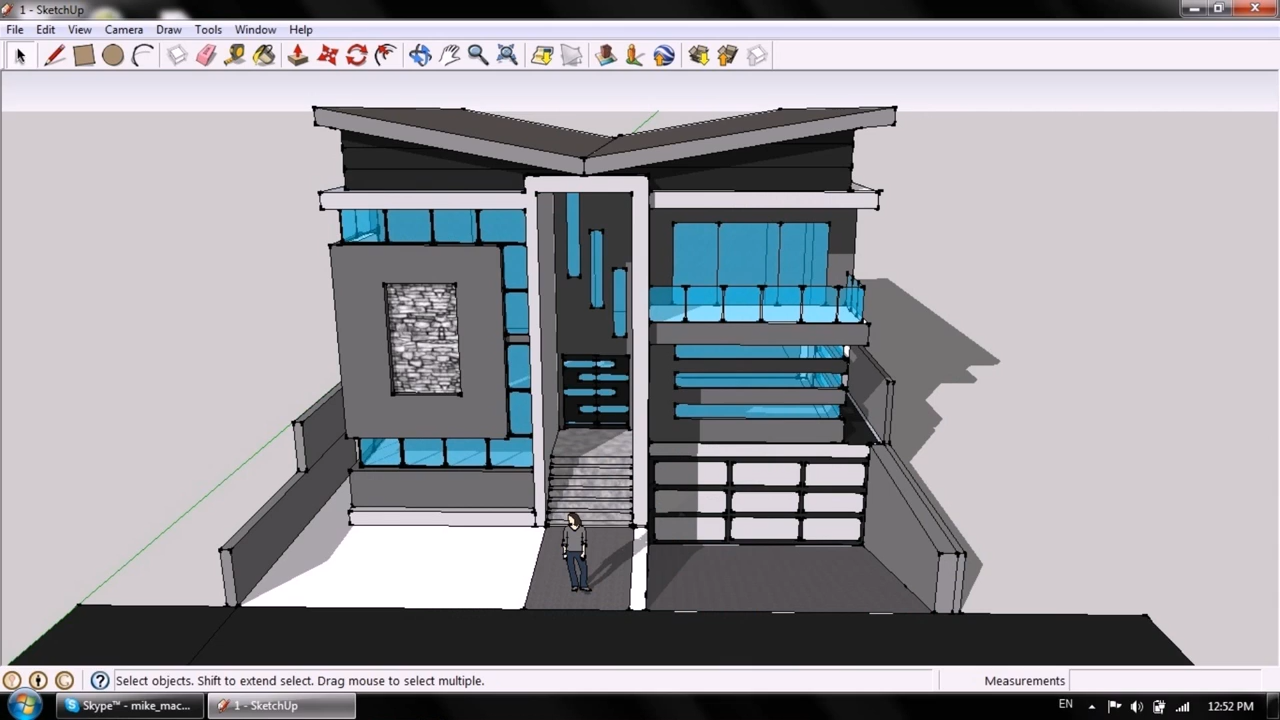 1 - SketchUp
File Edit View Camera Draw Tools Window Help
Select objects. Shift to extend select. Drag mouse to select multiple.
Measurements
Skype™ - mike_mac...
1 - SketchUp
EN
12:52 PM